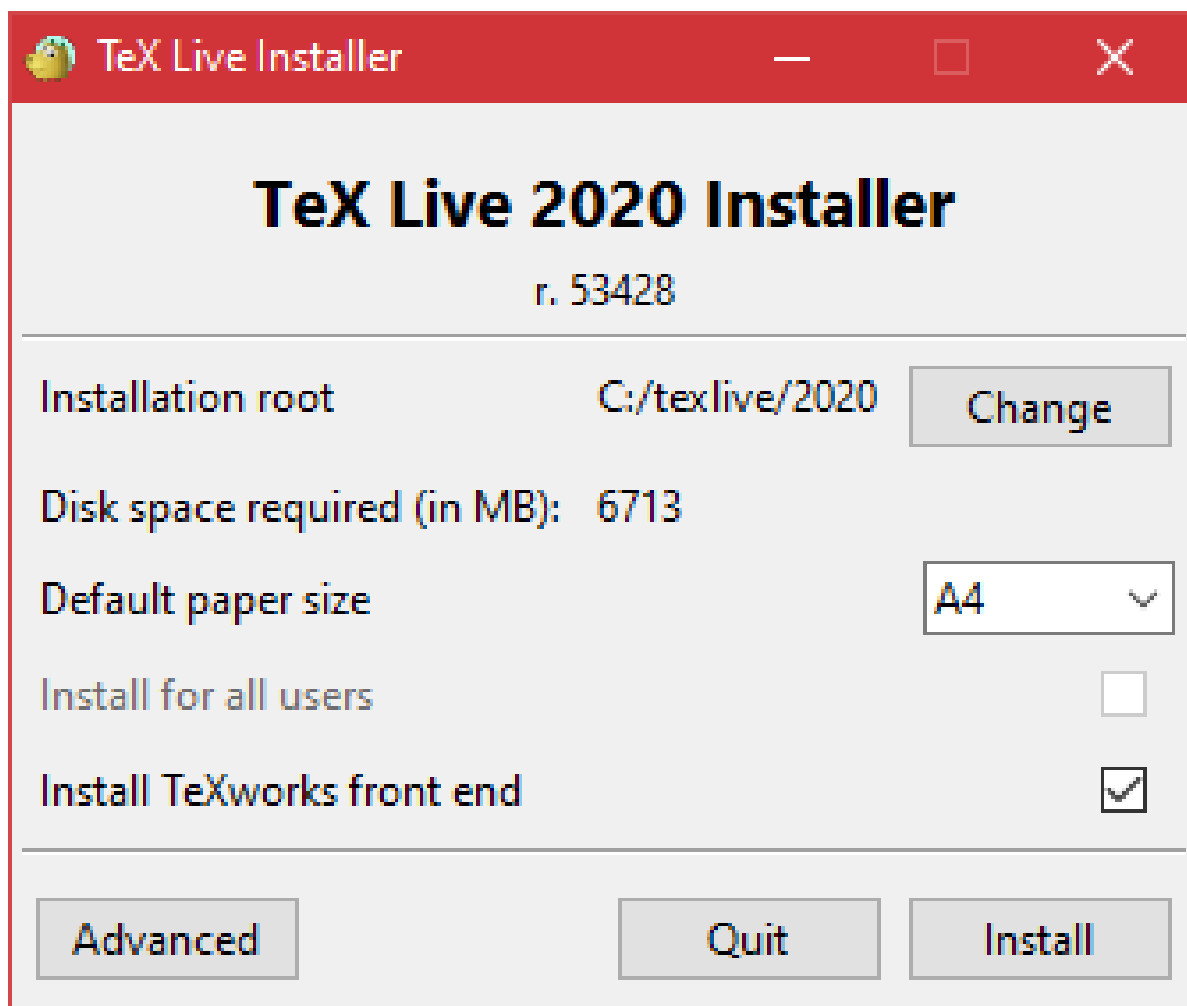 TeX Live Installer
TeX Live 2020 Installer
r. 53428
Installation root C:/texlive/2020 Change
Disk space required (in MB): 6713
Default paper size A4
Install for all users
Install TeXworks front end
Advanced Quit Install